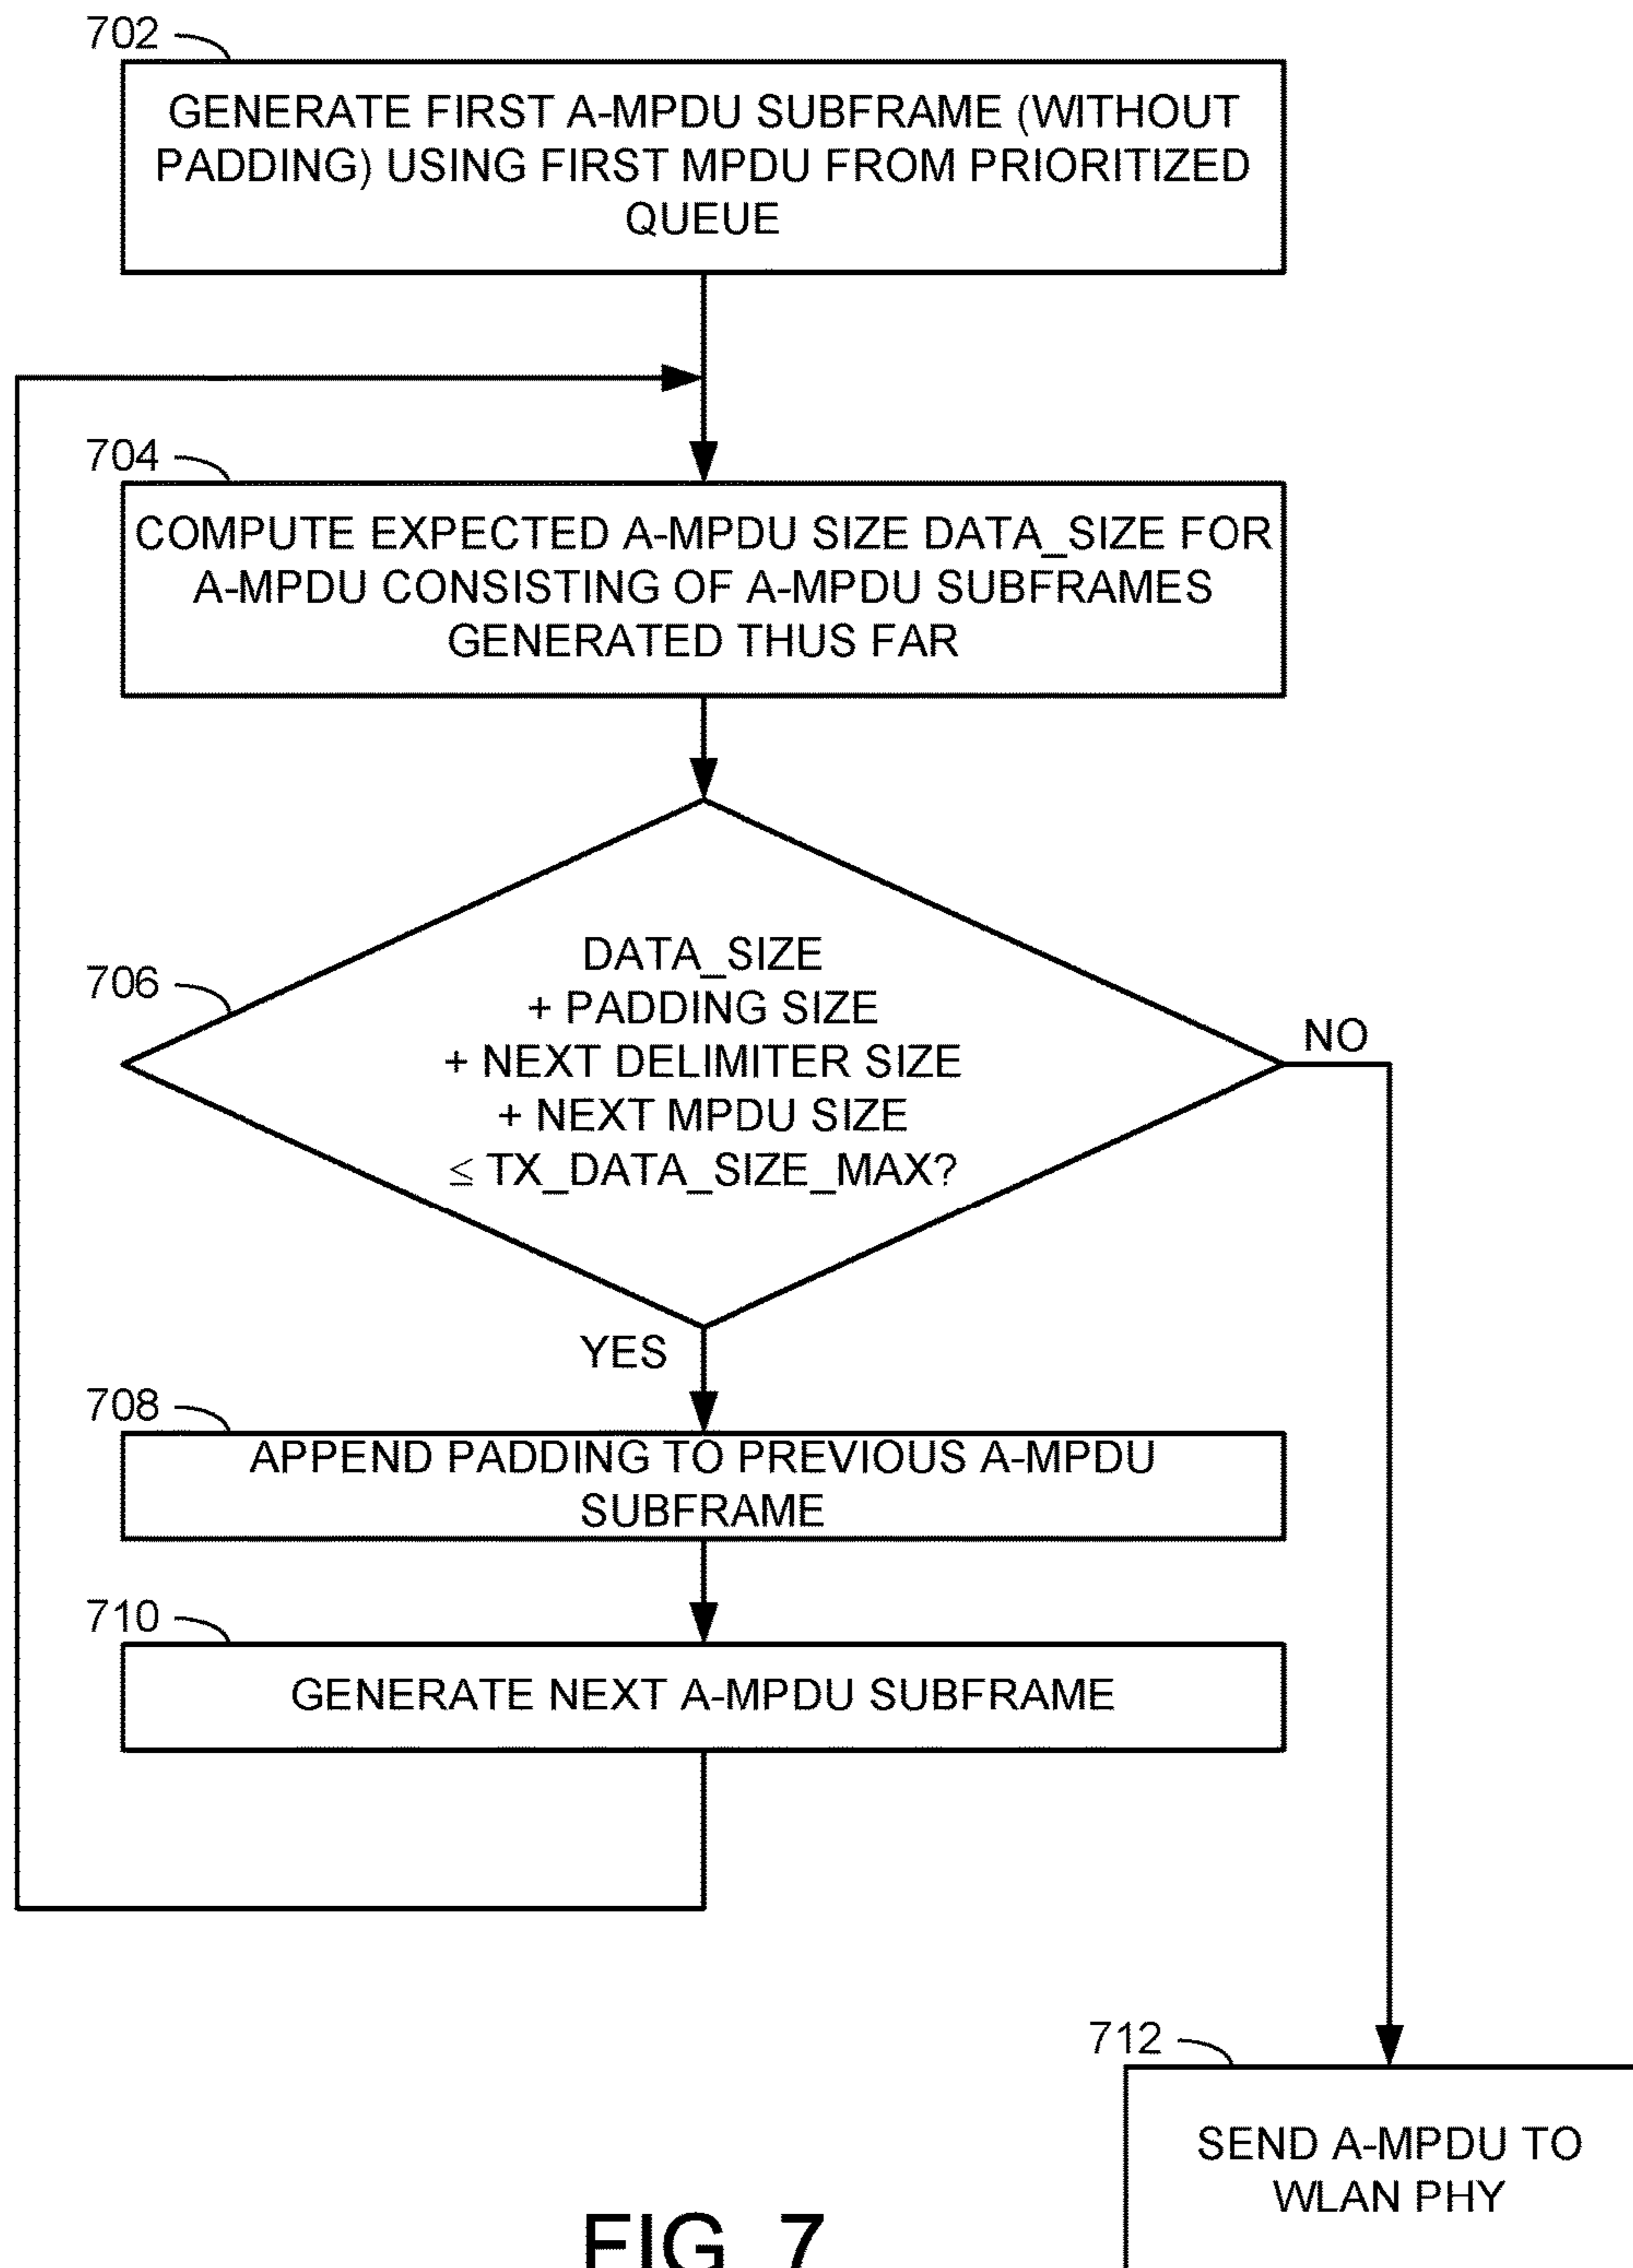 702
GENERATE FIRST A-MPDU SUBFRAME (WITHOUT
PADDING) USING FIRST MPDU FROM PRIORITIZED
QUEUE
704
COMPUTE EXPECTED A-MPDU SIZE DATA_SIZE FOR
A-MPDU CONSISTING OF A-MPDU SUBFRAMES
GENERATED THUS FAR
706
DATA_SIZE
+ PADDING SIZE
+ NEXT DELIMITER SIZE
+ NEXT MPDU SIZE
≤ TX_DATA_SIZE_MAX?
NO
YES
708
APPEND PADDING TO PREVIOUS A-MPDU
SUBFRAME
710
GENERATE NEXT A-MPDU SUBFRAME
712
SEND A-MPDU TO
WLAN PHY
FIG. 7